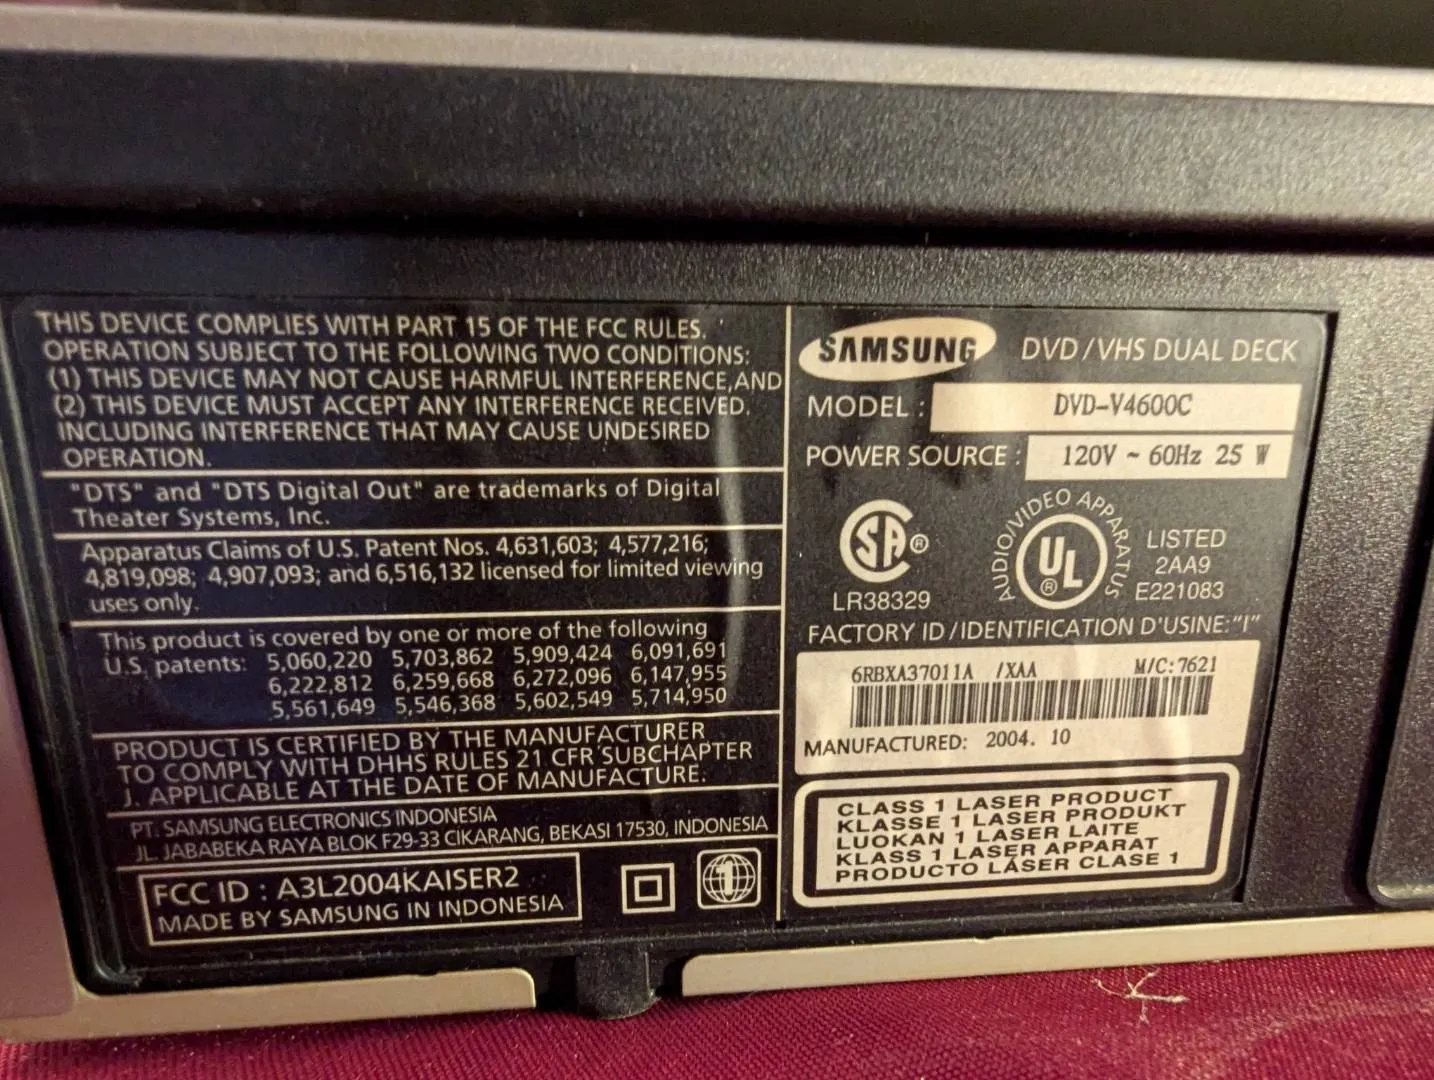 THIS DEVICE COMPLIES WITH PART 15 OF THE FCC RULES.
OPERATION SUBJECT TO THE FOLLOWING TWO CONDITIONS:
(1) THIS DEVICE MAY NOT CAUSE HARMFUL INTERFERENCE,AND
(2) THIS DEVICE MUST ACCEPT ANY INTERFERENCE RECEIVED.
INCLUDING INTERFERENCE THAT MAY CAUSE UNDESIRED
OPERATION.
"DTS" and "DTS Digital Out" are trademarks of Digital
Theater Systems, Inc.
Apparatus Claims of U.S. Patent Nos. 4,631,603; 4,577,216;
4,819,098; 4,907,093; and 6,516,132 licensed for limited viewing
uses only.
This product is covered by one or more of the following
U.S. patents: 5,060,220 5,703,862 5,909,424 6,091,691
6,222,812 6,259,668 6,272,096 6,147,955
5,561,649 5,546,368 5,602,549 5,714,950
PRODUCT IS CERTIFIED BY THE MANUFACTURER
TO COMPLY WITH DHHS RULES 21 CFR SUBCHAPTER
J. APPLICABLE AT THE DATE OF MANUFACTURE.
PT. SAMSUNG ELECTRONICS INDONESIA
JL. JABABEKA RAYA BLOK F29-33 CIKARANG, BEKASI 17530, INDONESIA
FCC ID : A3L2004KAISER2
MADE BY SAMSUNG IN INDONESIA
1
SAMSUNG DVD/VHS DUAL DECK
MODEL : DVD-V4600C
POWER SOURCE : 120V ~ 60Hz 25 W
SA ®
LR38329
AUDIO/VIDEO APPARATUS
UL ®
LISTED
2AA9
E221083
FACTORY ID/IDENTIFICATION D'USINE:"I"
6RBXA37011A /XAA M/C:7621
MANUFACTURED: 2004. 10
CLASS 1 LASER PRODUCT
KLASSE 1 LASER PRODUKT
LUOKAN 1 LASER LAITE
KLASS 1 LASER APPARAT
PRODUCTO LÁSER CLASE 1